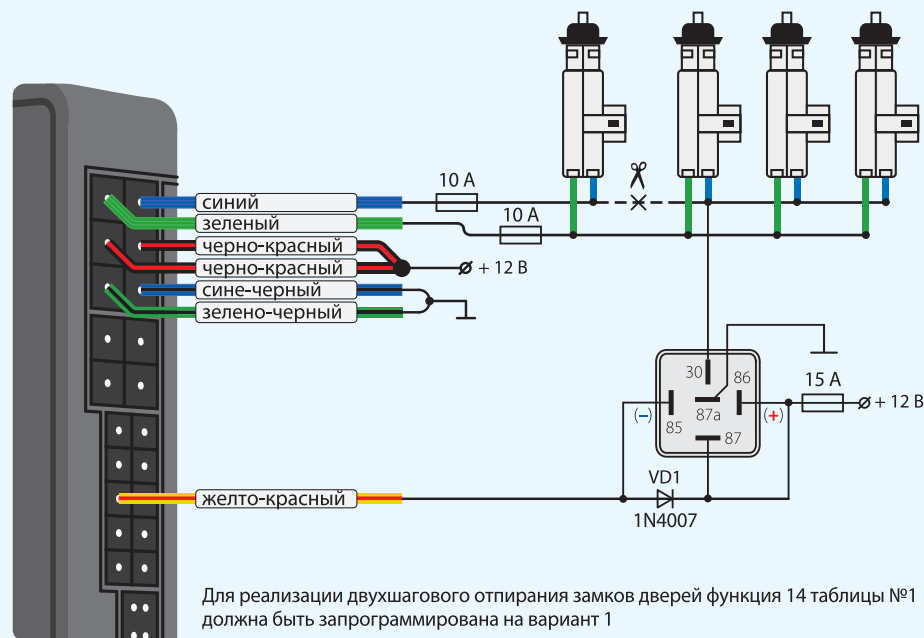 10 А
синий
10 А
зеленый
черно-красный
черно-красный
+ 12 В
сине-черный
зелено-черный
30
86
15 А
+ 12 В
(–)
87а
(+)
85
87
VD1
желто-красный
1N4007
Для реализации двухшагового отпирания замков дверей функция 14 таблицы №1
должна быть запрограммирована на вариант 1